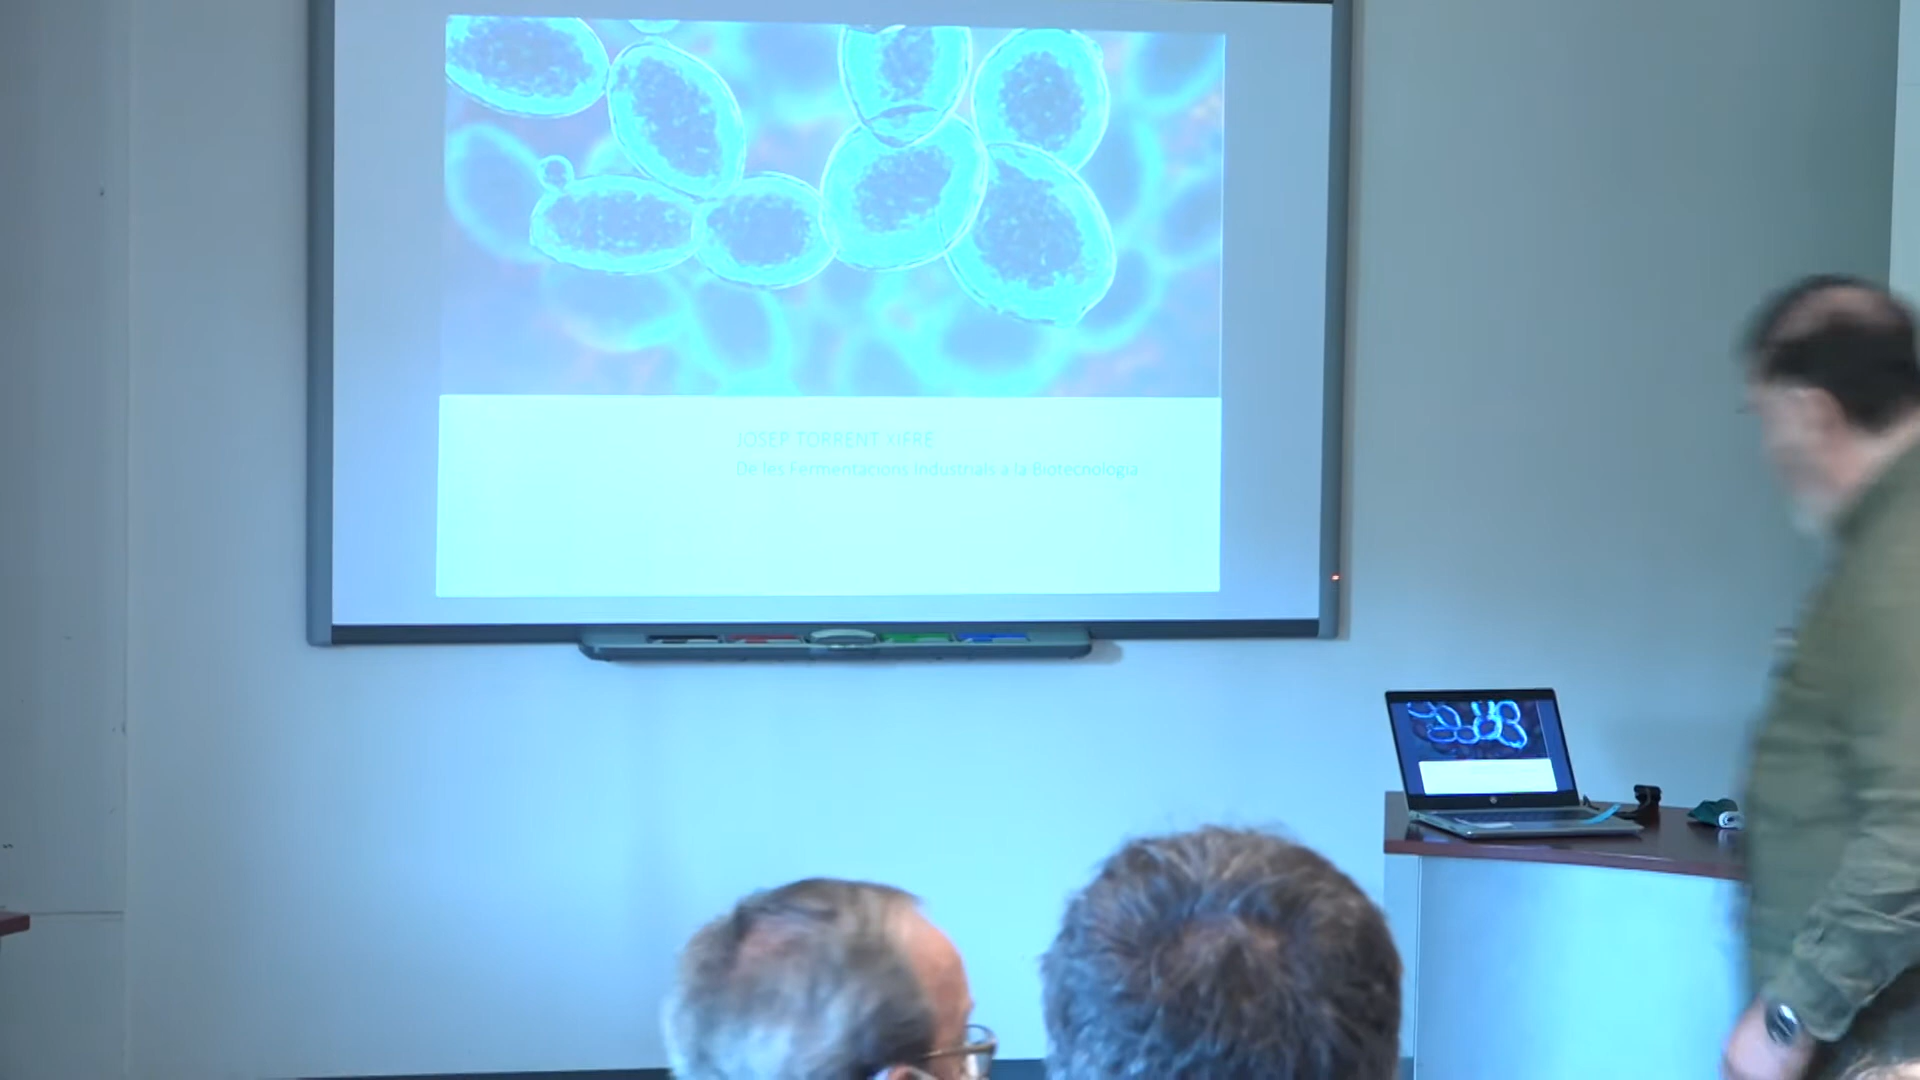 JOSEP TORRENT XIFRE
De les Fermentacions Industrials a la Biotecnologia